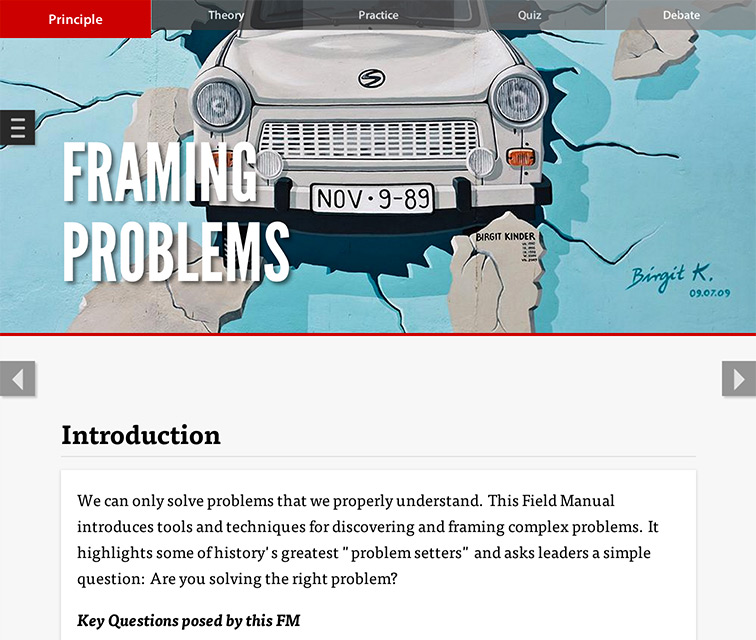 Principle
Theory
Practice
Quiz
Debate
FRAMING
PROBLEMS
NOV·9-89
BIRGIT KINDER
Birgit K.
09.07.09
Introduction
We can only solve problems that we properly understand. This Field Manual
introduces tools and techniques for discovering and framing complex problems. It
highlights some of history's greatest "problem setters" and asks leaders a simple
question: Are you solving the right problem?
Key Questions posed by this FM